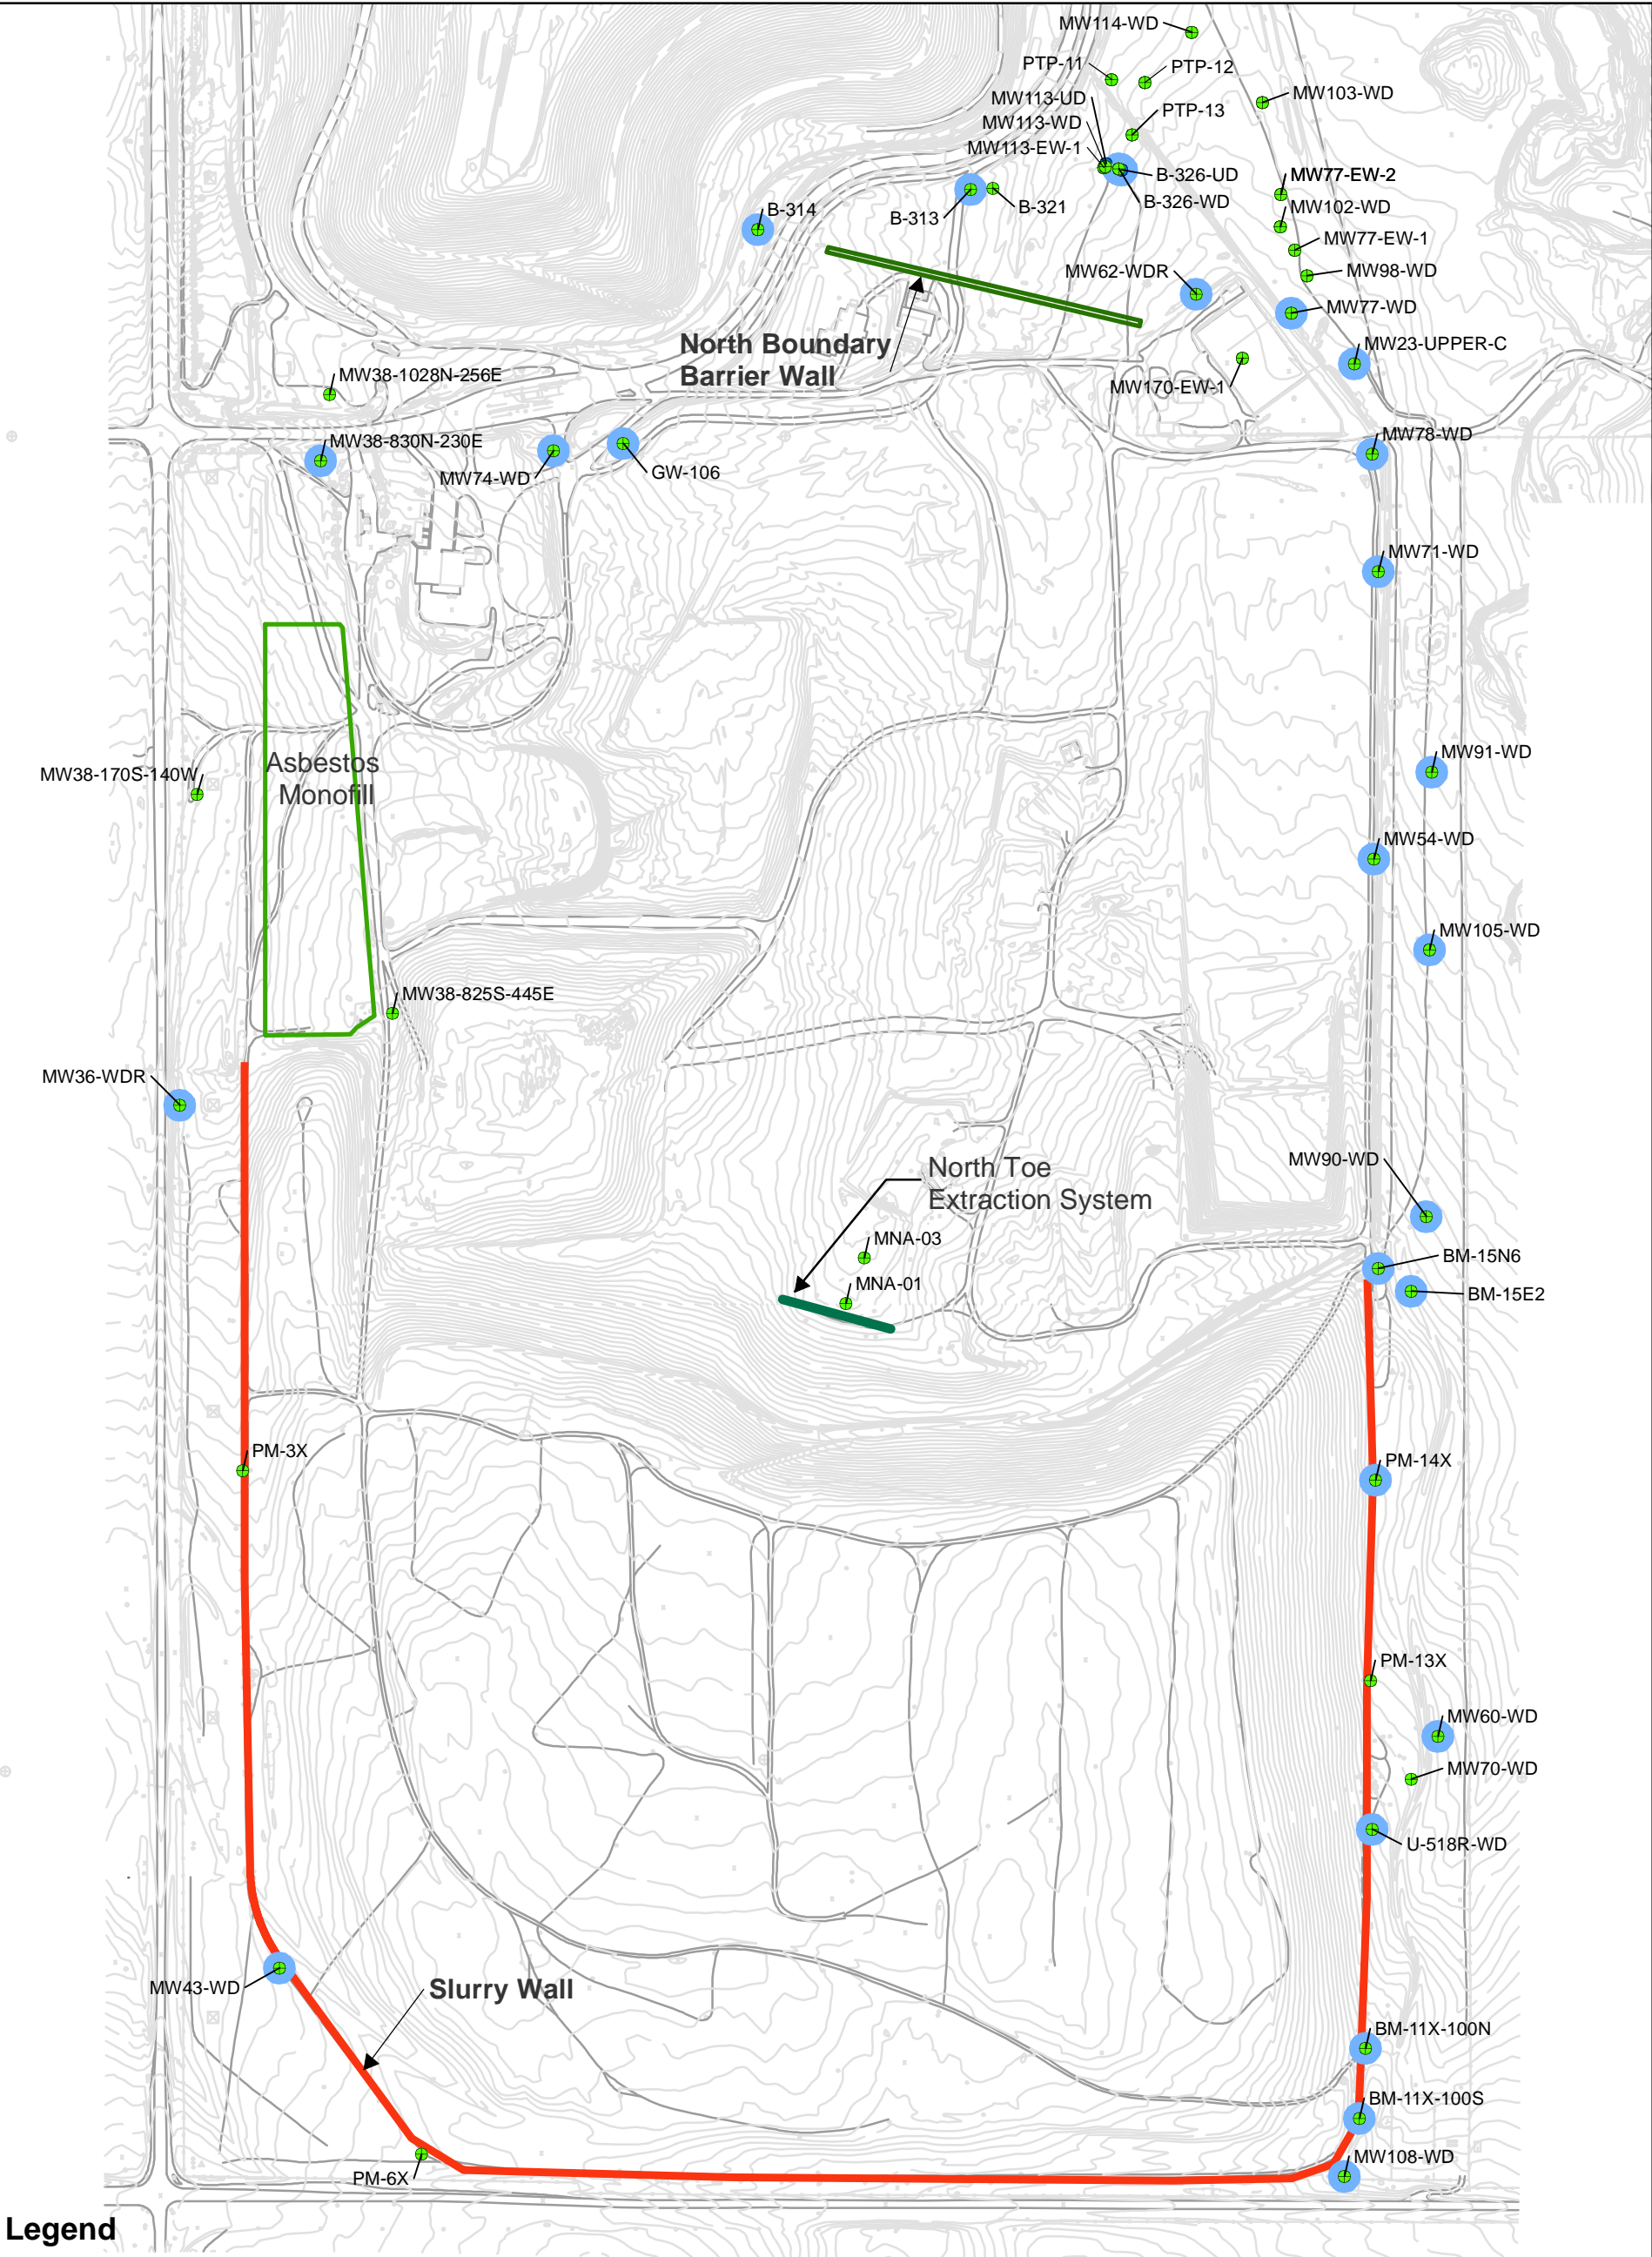 MW114-WD
PTP-11
PTP-12
MW113-UD
MW103-WD
MW113-WD
PTP-13
MW113-EW-1
B-326-UD
MW77-EW-2
B-326-WD
B-321
MW102-WD
B-314
B-313
MW77-EW-1
MW62-WDR
MW98-WD
MW77-WD
North Boundary
Barrier Wall
MW23-UPPER-C
MW38-1028N-256E
MW170-EW-1
MW38-830N-230E
MW78-WD
MW74-WD
GW-106
MW71-WD
MW91-WD
Asbestos
Monofill
MW38-170S-140W
MW54-WD
MW105-WD
MW38-825S-445E
MW36-WDR
MW90-WD
North Toe
Extraction System
MNA-03
BM-15N6
MNA-01
BM-15E2
PM-3X
PM-14X
PM-13X
MW60-WD
MW70-WD
U-518R-WD
MW43-WD
Slurry Wall
BM-11X-100N
BM-11X-100S
MW108-WD
PM-6X
Legend